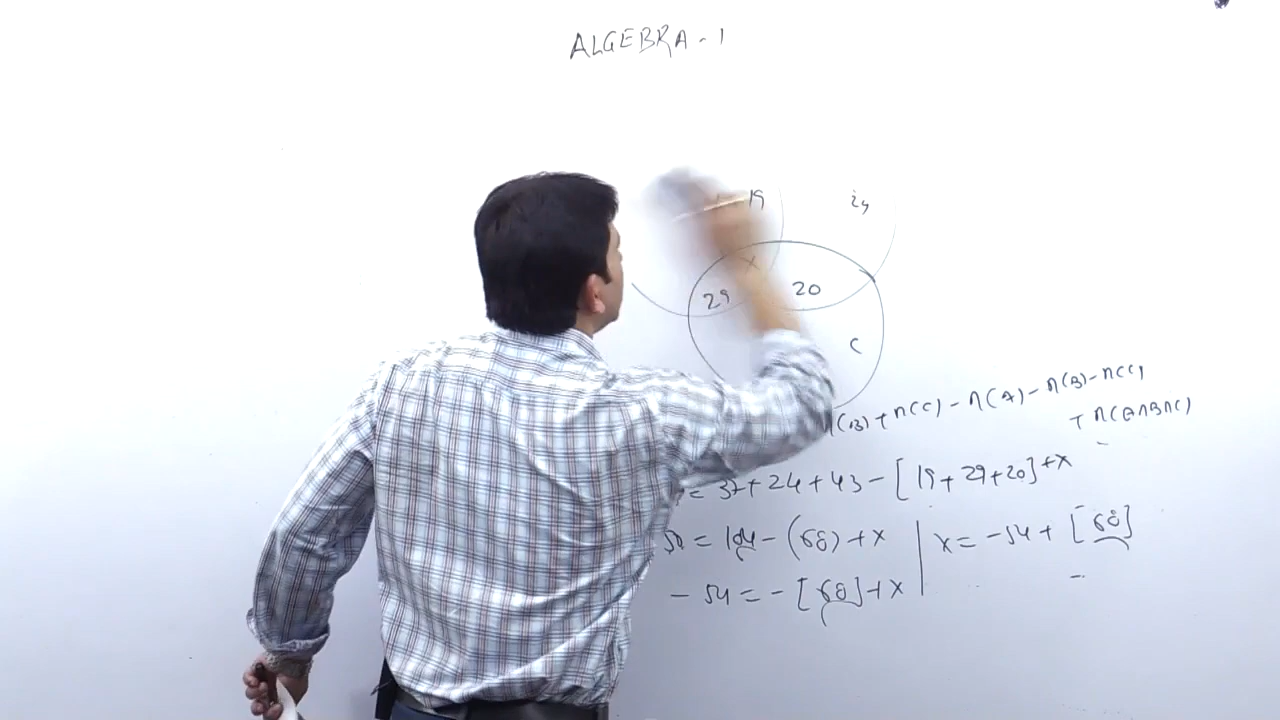 ALGEBRA - 1
19
24
x
29 20
C
n(B) + n(C) - n(A) - n(B) - n(C)
+ n(A∩B∩C)
= 37 + 24 + 43 - [19 + 29 + 20] + x
50 = 104 - (68) + x
x = -54 + [68]
- 54 = - [68] + x